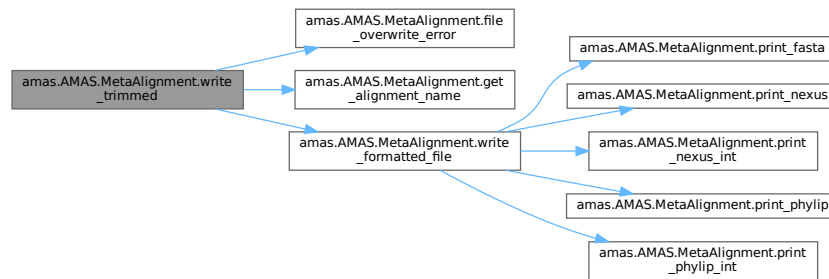 amas.AMAS.MetaAlignment.write
_trimmed
amas.AMAS.MetaAlignment.file
_overwrite_error
amas.AMAS.MetaAlignment.get
_alignment_name
amas.AMAS.MetaAlignment.write
_formatted_file
amas.AMAS.MetaAlignment.print_fasta
amas.AMAS.MetaAlignment.print_nexus
amas.AMAS.MetaAlignment.print
_nexus_int
amas.AMAS.MetaAlignment.print_phylip
amas.AMAS.MetaAlignment.print
_phylip_int